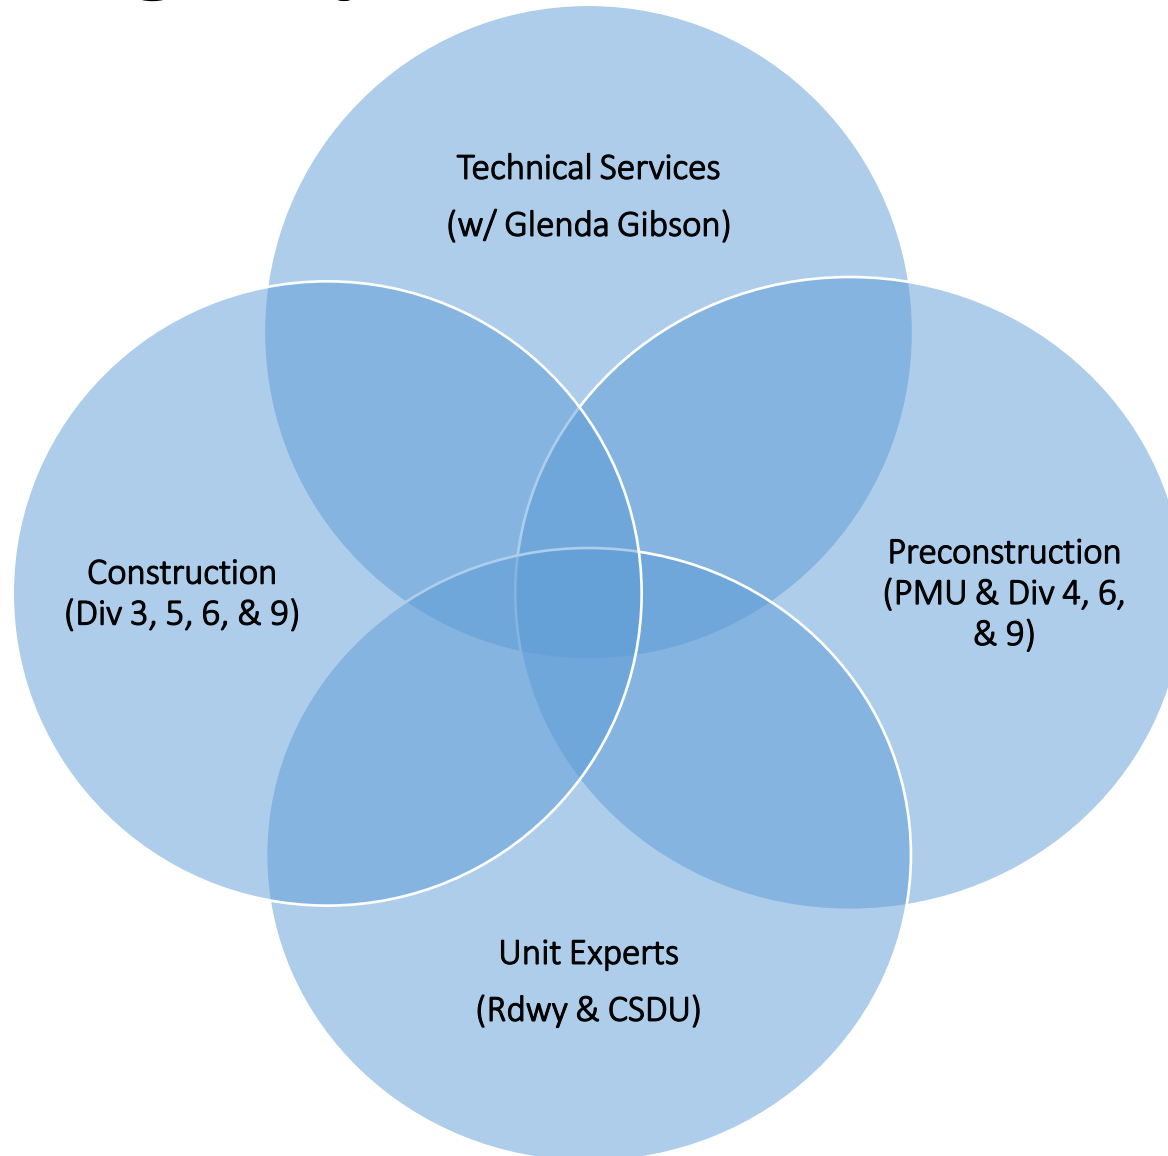 Technical Services
(w/ Glenda Gibson)
Preconstruction
(PMU & Div 4, 6,
& 9)
Construction
(Div 3, 5, 6, & 9)
Unit Experts
(Rdwy & CSDU)